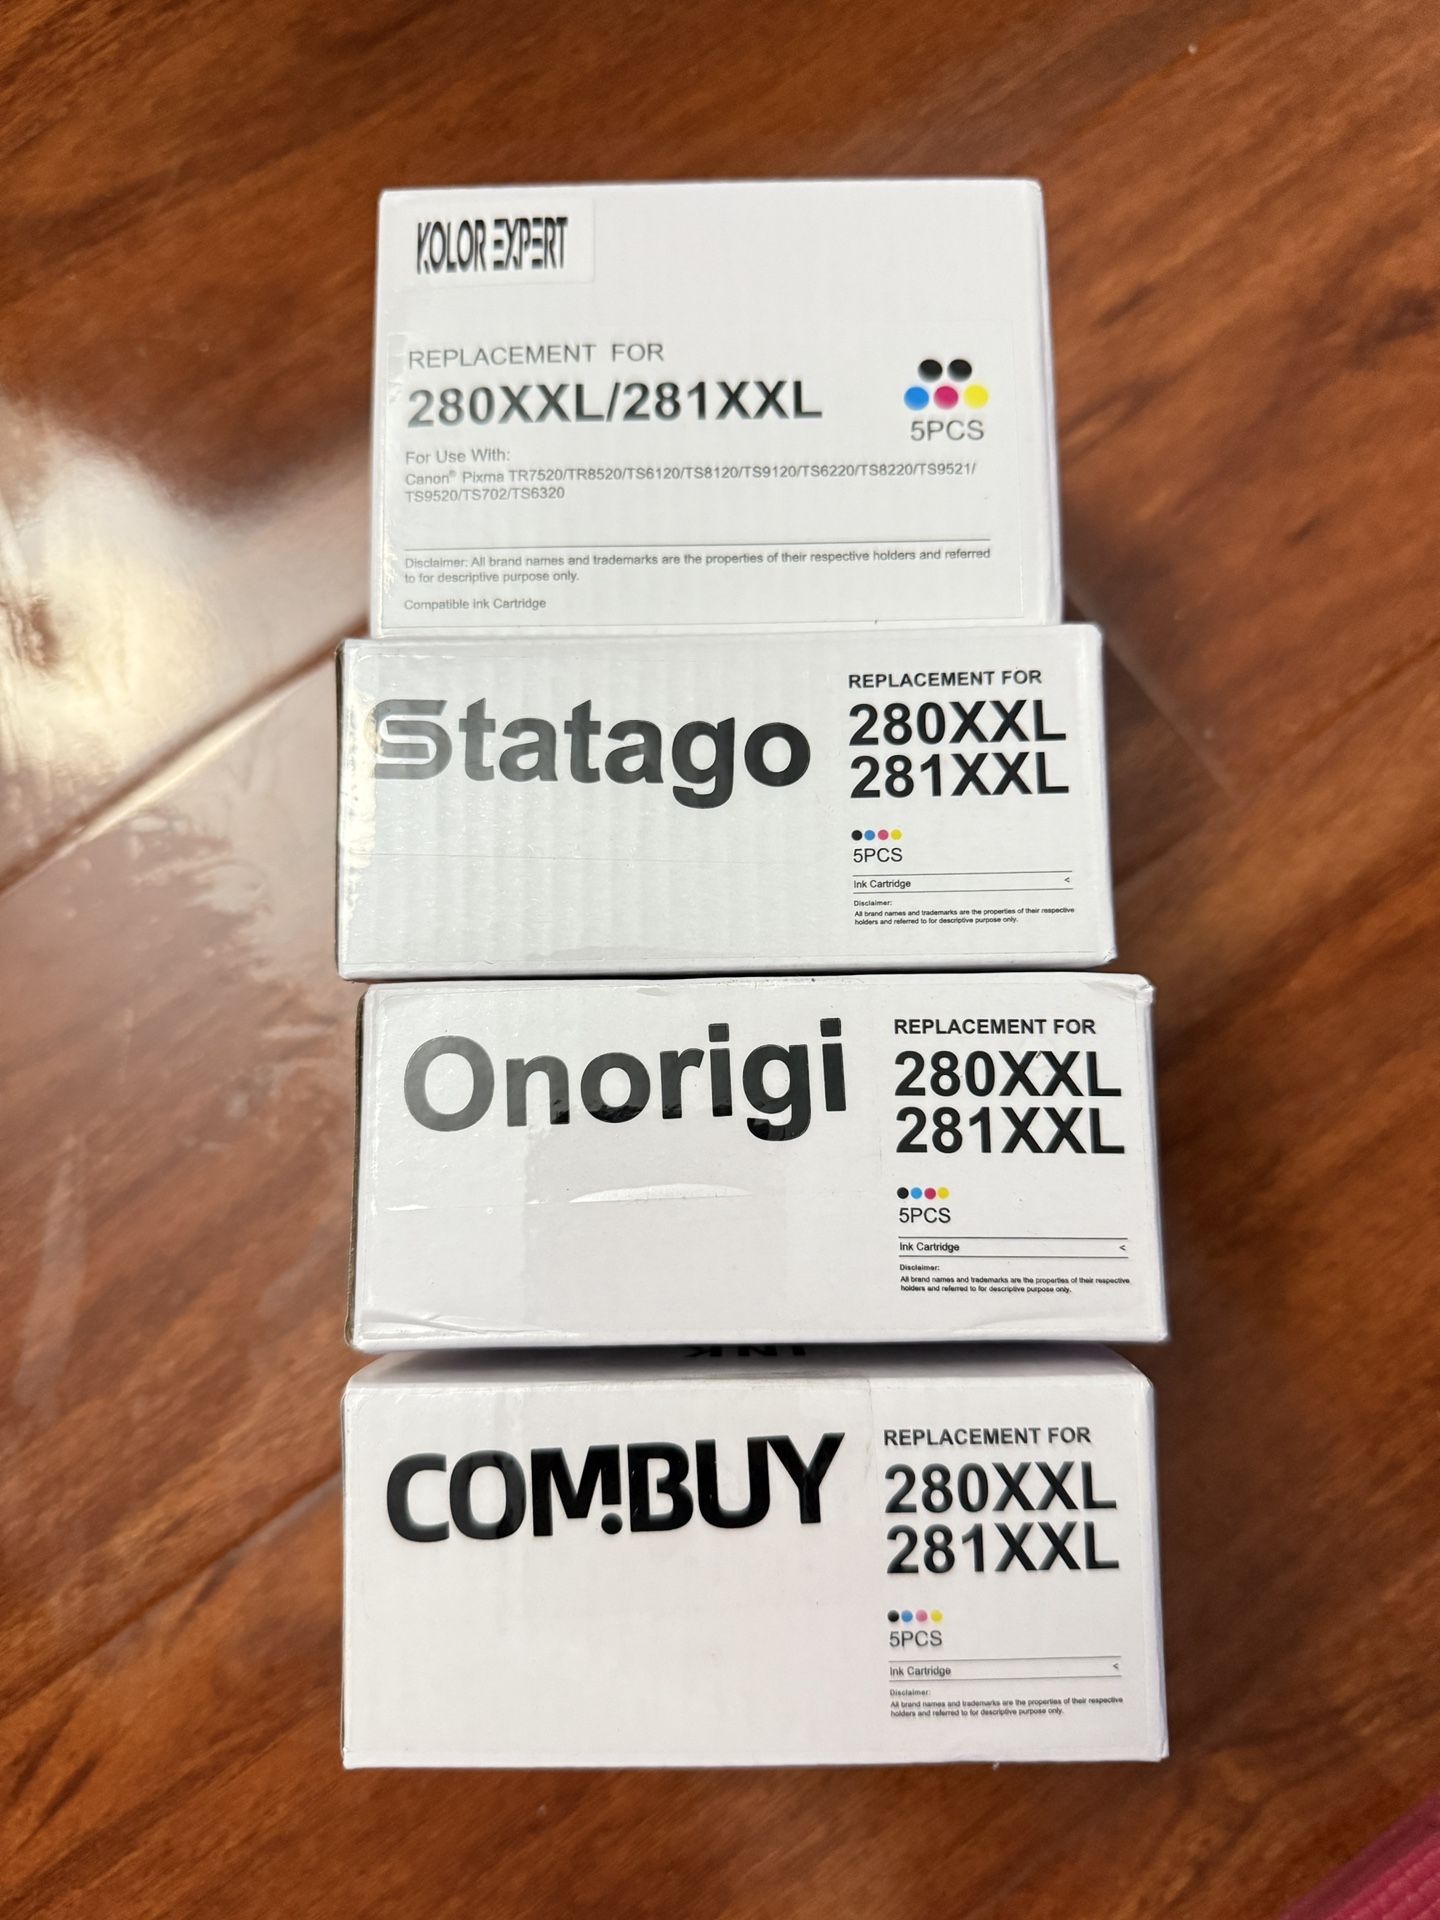 KOLOR EXPERT
REPLACEMENT FOR
280XXL/281XXL
5PCS
For Use With:
Canon® Pixma TR7520/TR8520/TS6120/TS8120/TS9120/TS6220/TS8220/TS9521/
TS9520/TS702/TS6320
Disclaimer: All brand names and trademarks are the properties of their respective holders and referred
to for descriptive purpose only.
Compatible Ink Cartridge
Statago
REPLACEMENT FOR
280XXL
281XXL
5PCS
Ink Cartridge <
Disclaimer:
All brand names and trademarks are the properties of their respective
holders and referred to for descriptive purpose only.
Onorigi
REPLACEMENT FOR
280XXL
281XXL
5PCS
Ink Cartridge <
Disclaimer:
All brand names and trademarks are the properties of their respective
holders and referred to for descriptive purpose only.
INK
COMBUY
REPLACEMENT FOR
280XXL
281XXL
5PCS
Ink Cartridge <
Disclaimer:
All brand names and trademarks are the properties of their respective
holders and referred to for descriptive purpose only.